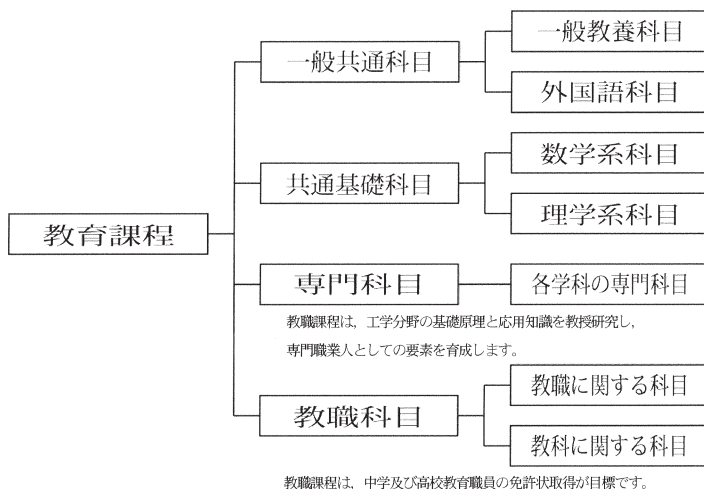 教育課程
一般共通科目
一般教養科目
外国語科目
共通基礎科目
数学系科目
理学系科目
専門科目
各学科の専門科目
教職課程は，工学分野の基礎原理と応用知識を教授研究し，
専門職業人としての要素を育成します。
教職科目
教職に関する科目
教科に関する科目
教職課程は，中学及び高校教育職員の免許状取得が目標です。